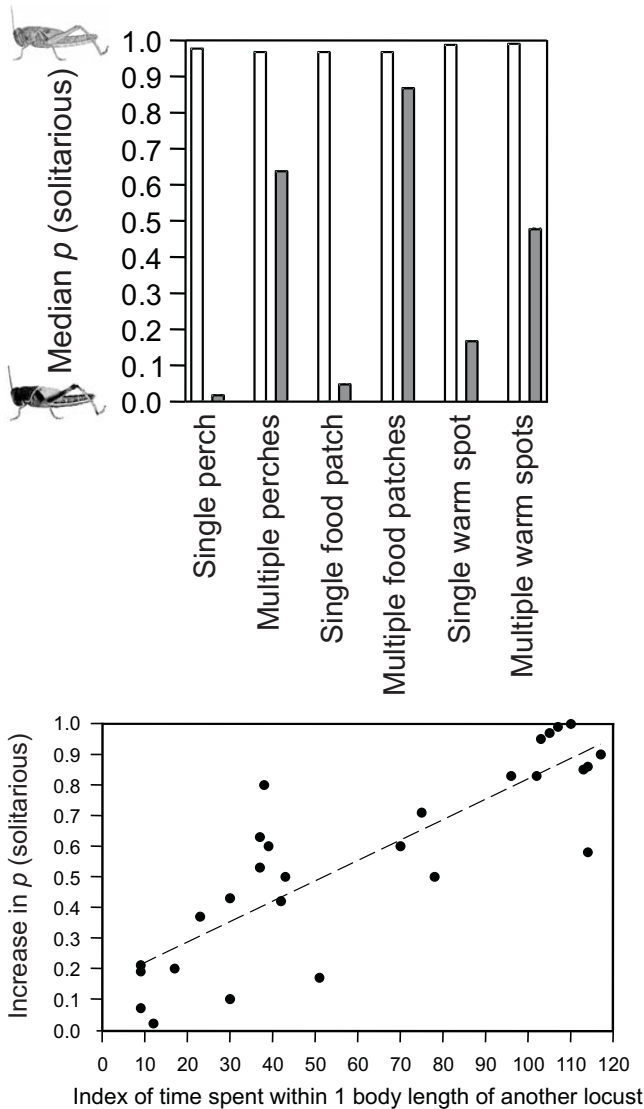 Median p (solitarious)
1.0
0.9
0.8
0.7
0.6
0.5
0.4
0.3
0.2
0.1
0.0
Single perch
Multiple perches
Single food patch
Multiple food patches
Single warm spot
Multiple warm spots
Increase in p (solitarious)
1.0
0.9
0.8
0.7
0.6
0.5
0.4
0.3
0.2
0.1
0.0
0 10 20 30 40 50 60 70 80 90 100 110 120
Index of time spent within 1 body length of another locust